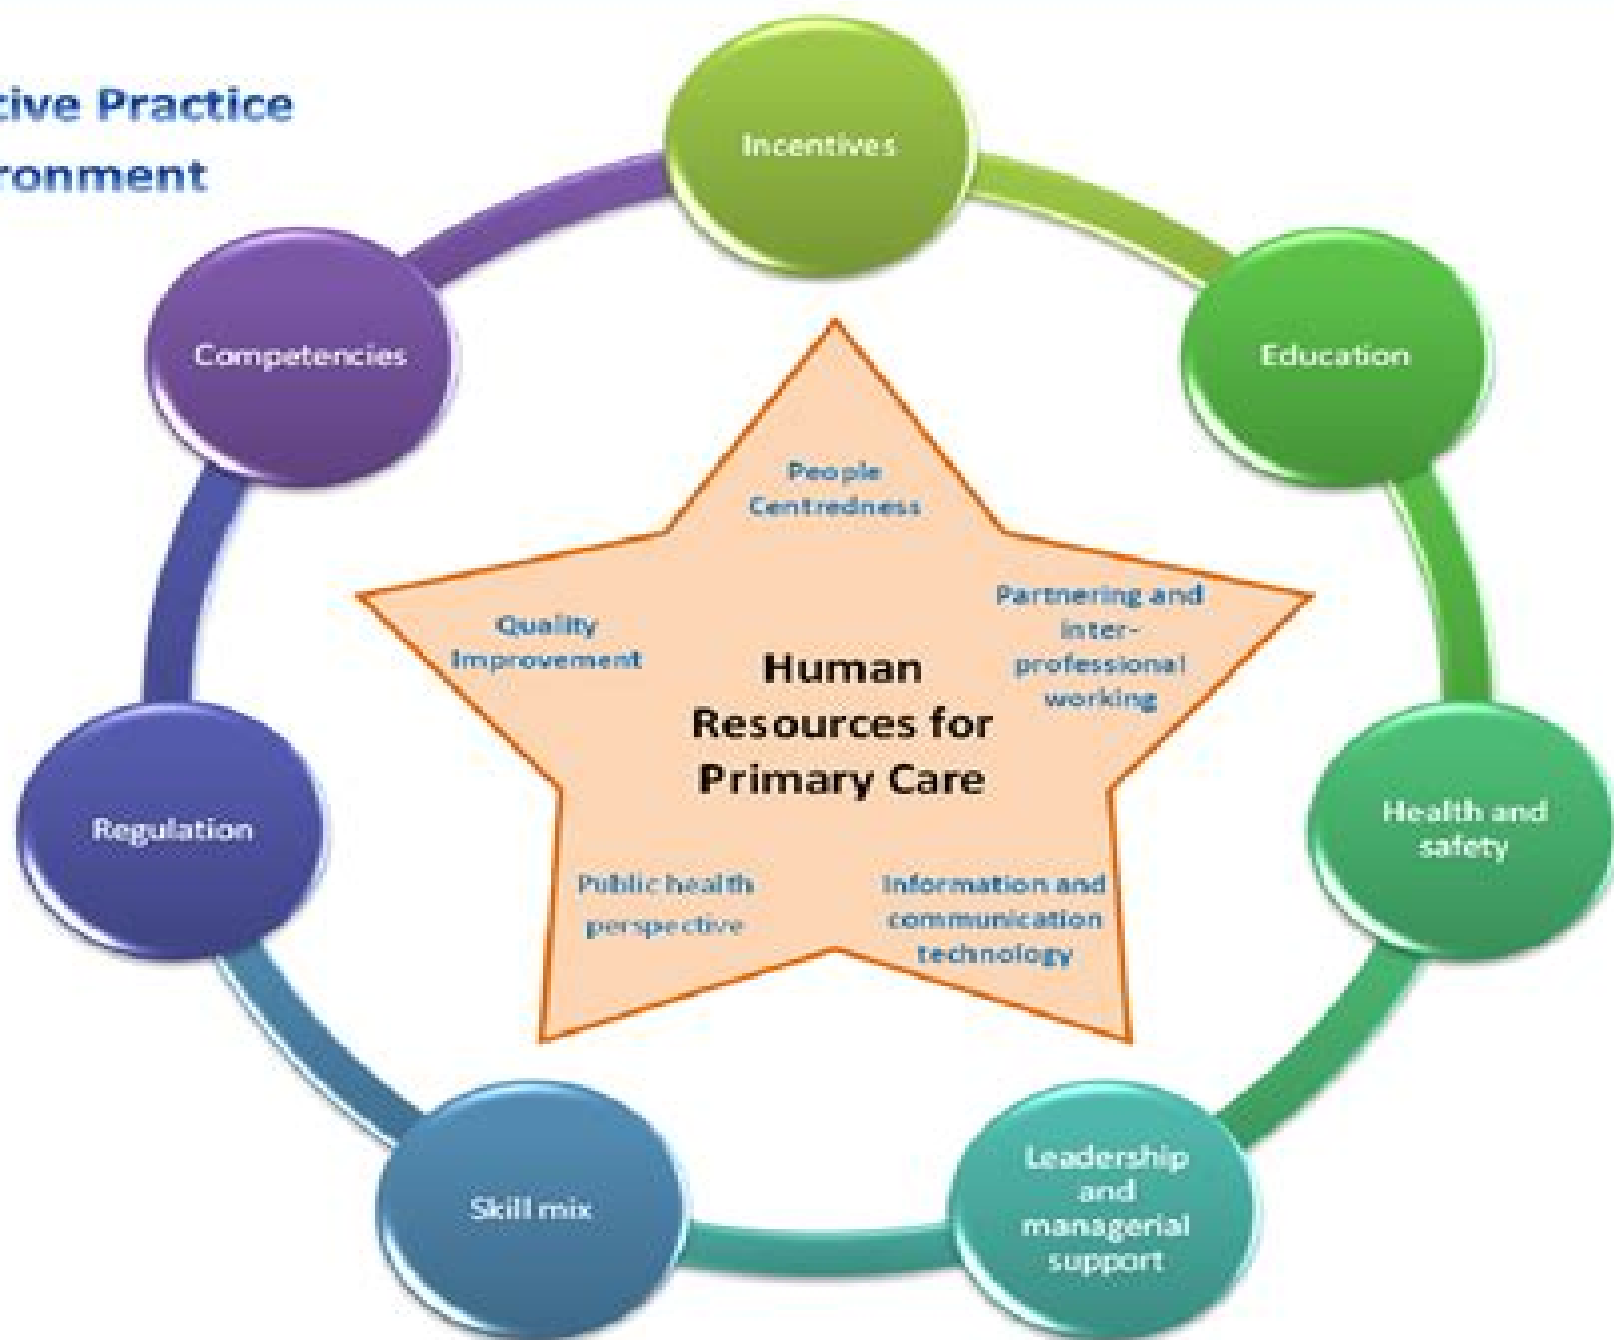 tive Practice
ronment
Incentives
Competencies
Education
People
Centredness
Partnering and
inter-
professional
working
Quality
Improvement
Human
Resources for
Primary Care
Regulation
Health and
safety
Public health
perspective
Information and
communication
technology
Skill mix
Leadership
and
managerial
support